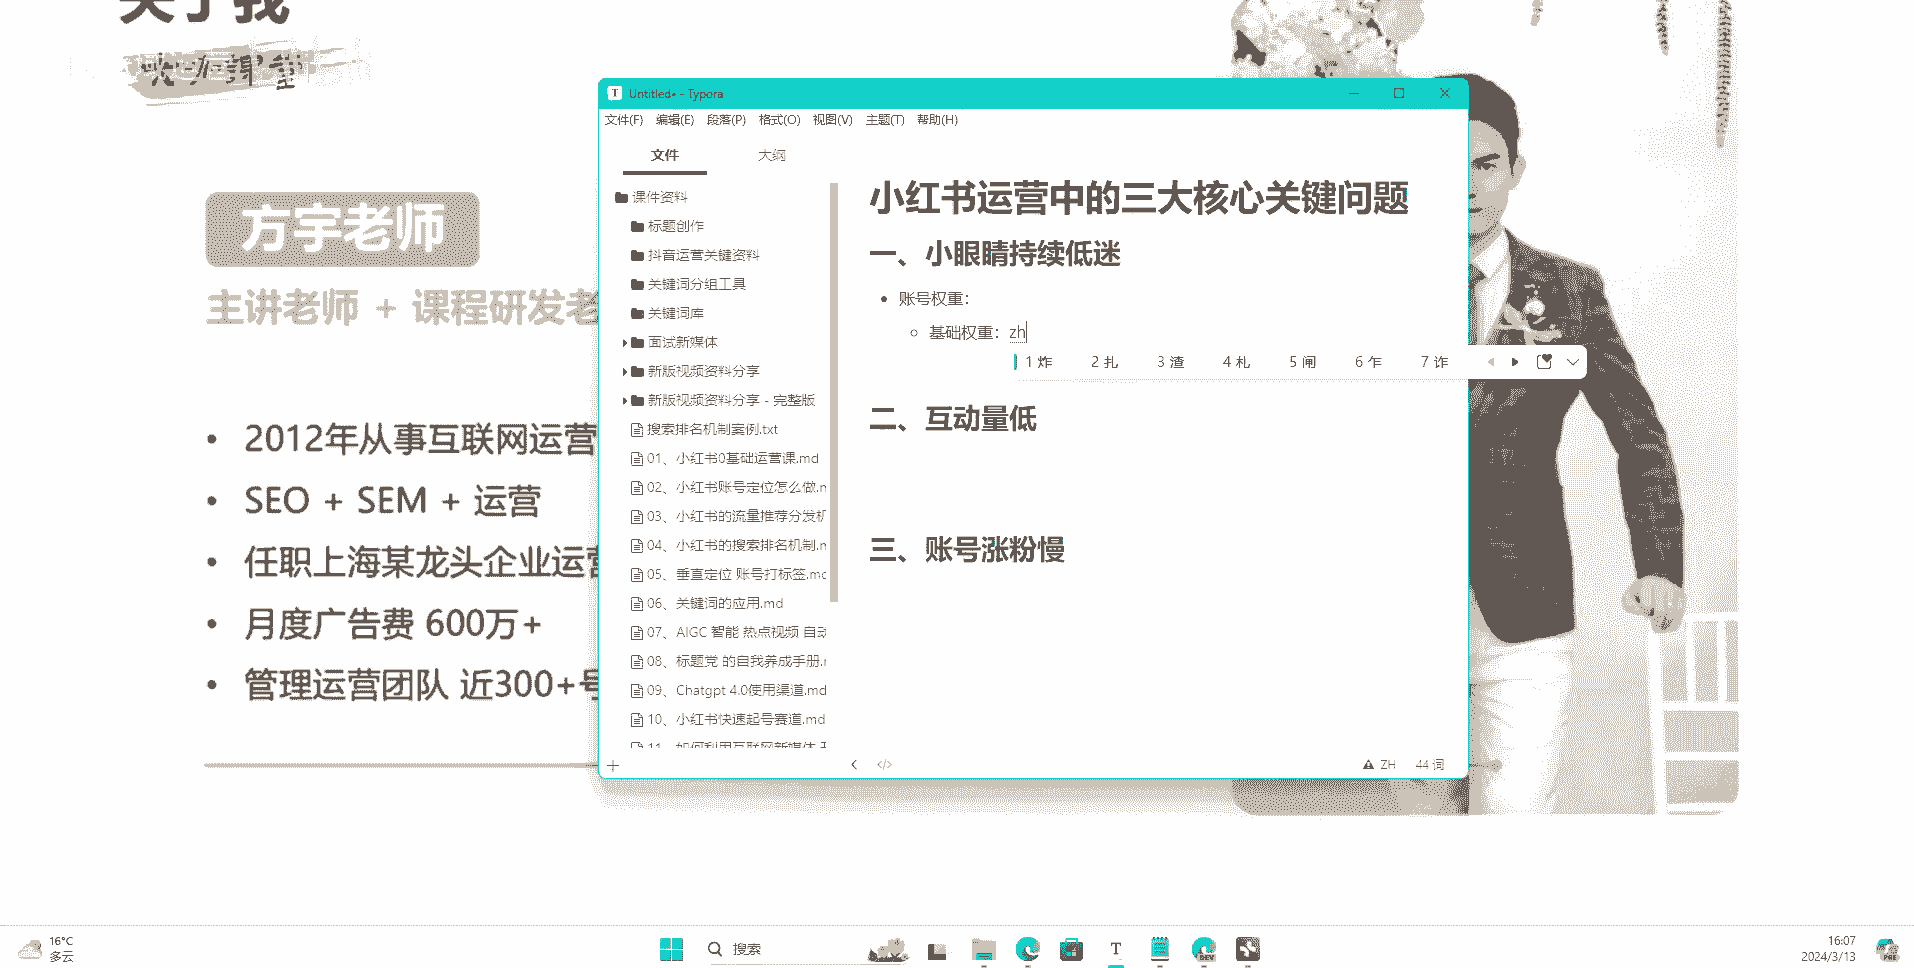 关于我
方宇老师
主讲老师 + 课程研发老
2012年从事互联网运营
SEO + SEM + 运营
任职上海某龙头企业运营
月度广告费 600万+
管理运营团队 近300+号
Untitled• - Typora
文件(F) 编辑(E) 段落(P) 格式(O) 视图(V) 主题(T) 帮助(H)
文件 大纲
课件资料
标题创作
抖音运营关键资料
关键词分组工具
关键词库
面试新媒体
新版视频资料分享
新版视频资料分享 - 完整版
搜索排名机制案例.txt
01、小红书0基础运营课.md
02、小红书账号定位怎么做.m
03、小红书的流量推荐分发机
04、小红书的搜索排名机制.m
05、垂直定位 账号打标签.mc
06、关键词的应用.md
07、AIGC 智能 热点视频 自动
08、标题党 的自我养成手册.r
09、Chatgpt 4.0使用渠道.md
10、小红书快速起号赛道.md
11、如何利用互联网新媒体
小红书运营中的三大核心关键问题
一、小眼睛持续低迷
账号权重：
基础权重：zh
1 炸 2 扎 3 渣 4 札 5 闸 6 乍 7 诈
二、互动量低
三、账号涨粉慢
ZH 44 词
16°C
多云
搜索
T
DEV
16:07
2024/3/13
PRE